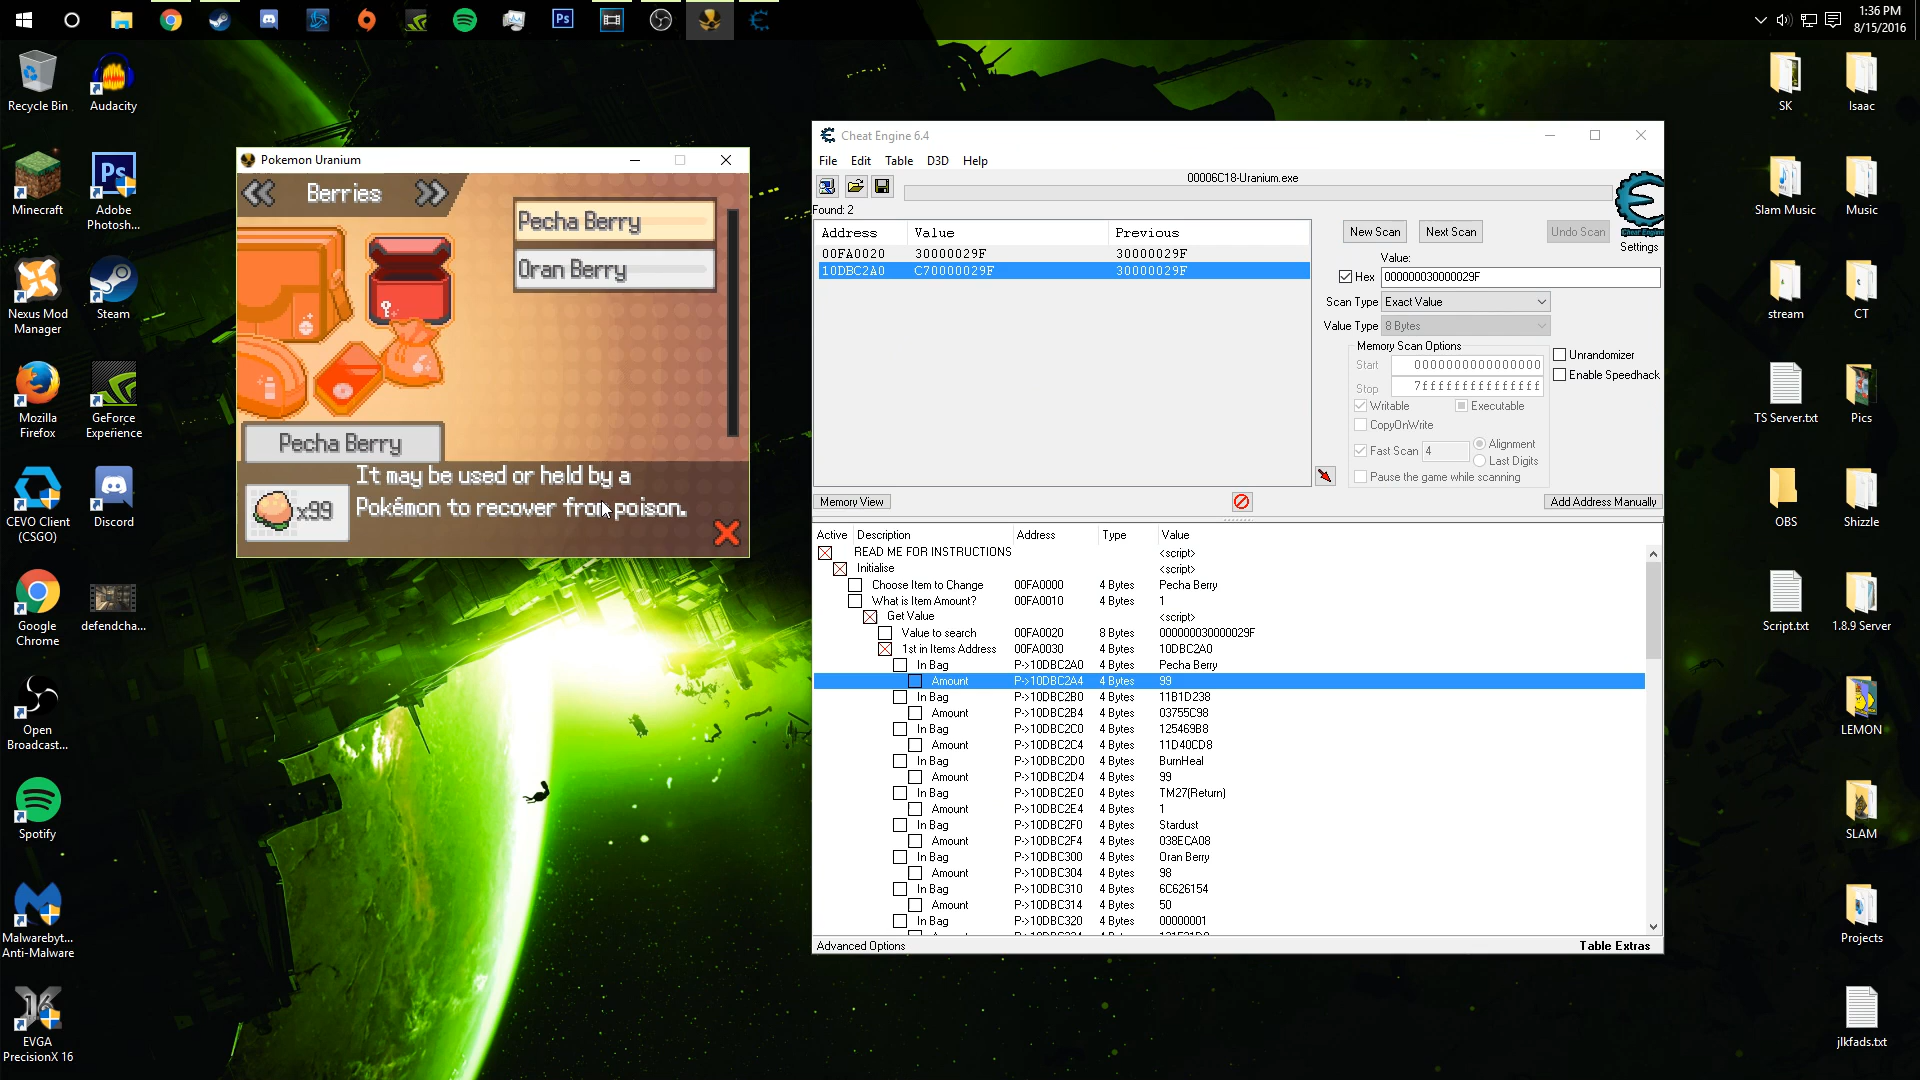 1:36 PM
8/15/2016
Recycle Bin
Audacity
Minecraft
Adobe
Photosh...
Nexus Mod
Manager
Steam
Mozilla
Firefox
GeForce
Experience
CEVO Client
(CSGO)
Discord
Google
Chrome
defendcha...
Open
Broadcast...
Spotify
Malwarebyt...
Anti-Malware
EVGA
PrecisionX 16
Pokemon Uranium
Berries
Pecha Berry
Oran Berry
Pecha Berry
x99
It may be used or held by a
Pokémon to recover from poison.
Cheat Engine 6.4
File Edit Table D3D Help
00006C18-Uranium.exe
Found: 2
Address Value Previous
00FA0020 30000029F 30000029F
10DBC2A0 C70000029F 30000029F
New Scan Next Scan Undo Scan
Cheat Engine
Settings
Value:
Hex 000000030000029F
Scan Type Exact Value
Value Type 8 Bytes
Memory Scan Options
Start 0000000000000000
Stop 7fffffffffffffff
Writable Executable
CopyOnWrite
Fast Scan 4 Alignment
Last Digits
Pause the game while scanning
Unrandomizer
Enable Speedhack
Memory View
Add Address Manually
Active Description Address Type Value
READ ME FOR INSTRUCTIONS <script>
Initialise <script>
Choose Item to Change 00FA0000 4 Bytes Pecha Berry
What is Item Amount? 00FA0010 4 Bytes 1
Get Value <script>
Value to search 00FA0020 8 Bytes 000000030000029F
1st in Items Address 00FA0030 4 Bytes 10DBC2A0
In Bag P->10DBC2A0 4 Bytes Pecha Berry
Amount P->10DBC2A4 4 Bytes 99
In Bag P->10DBC2B0 4 Bytes 11B1D238
Amount P->10DBC2B4 4 Bytes 03755C98
In Bag P->10DBC2C0 4 Bytes 125469B8
Amount P->10DBC2C4 4 Bytes 11D40CD8
In Bag P->10DBC2D0 4 Bytes BurnHeal
Amount P->10DBC2D4 4 Bytes 99
In Bag P->10DBC2E0 4 Bytes TM27(Return)
Amount P->10DBC2E4 4 Bytes 1
In Bag P->10DBC2F0 4 Bytes Stardust
Amount P->10DBC2F4 4 Bytes 038ECA08
In Bag P->10DBC300 4 Bytes Oran Berry
Amount P->10DBC304 4 Bytes 98
In Bag P->10DBC310 4 Bytes 6C626154
Amount P->10DBC314 4 Bytes 50
In Bag P->10DBC320 4 Bytes 00000001
Advanced Options
Table Extras
SK
Isaac
Slam Music
Music
stream
CT
TS Server.txt
Pics
OBS
Shizzle
Script.txt
1.8.9 Server
LEMON
SLAM
Projects
jlkfads.txt